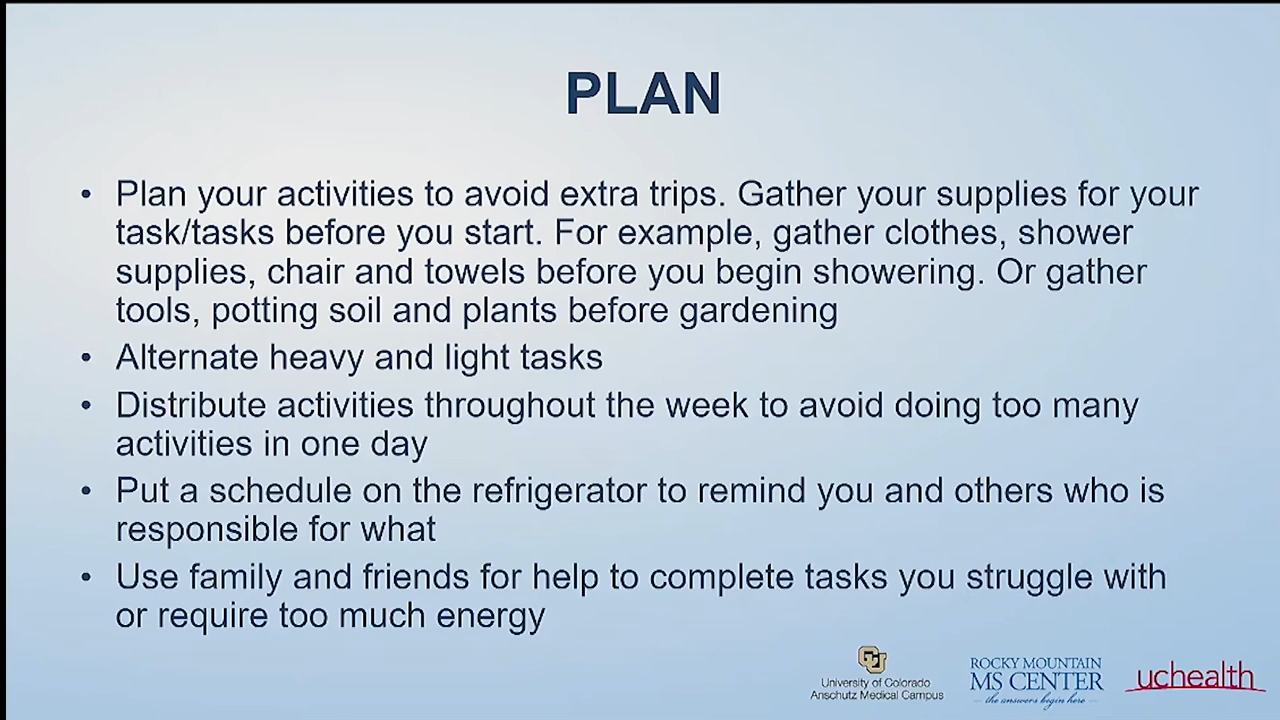 PLAN
• Plan your activities to avoid extra trips. Gather your supplies for your
task/tasks before you start. For example, gather clothes, shower
supplies, chair and towels before you begin showering. Or gather
tools, potting soil and plants before gardening
• Alternate heavy and light tasks
• Distribute activities throughout the week to avoid doing too many
activities in one day
• Put a schedule on the refrigerator to remind you and others who is
responsible for what
• Use family and friends for help to complete tasks you struggle with
or require too much energy
CU
University of Colorado
Anschutz Medical Campus
ROCKY MOUNTAIN
MS CENTER
the answers begin here
uchealth